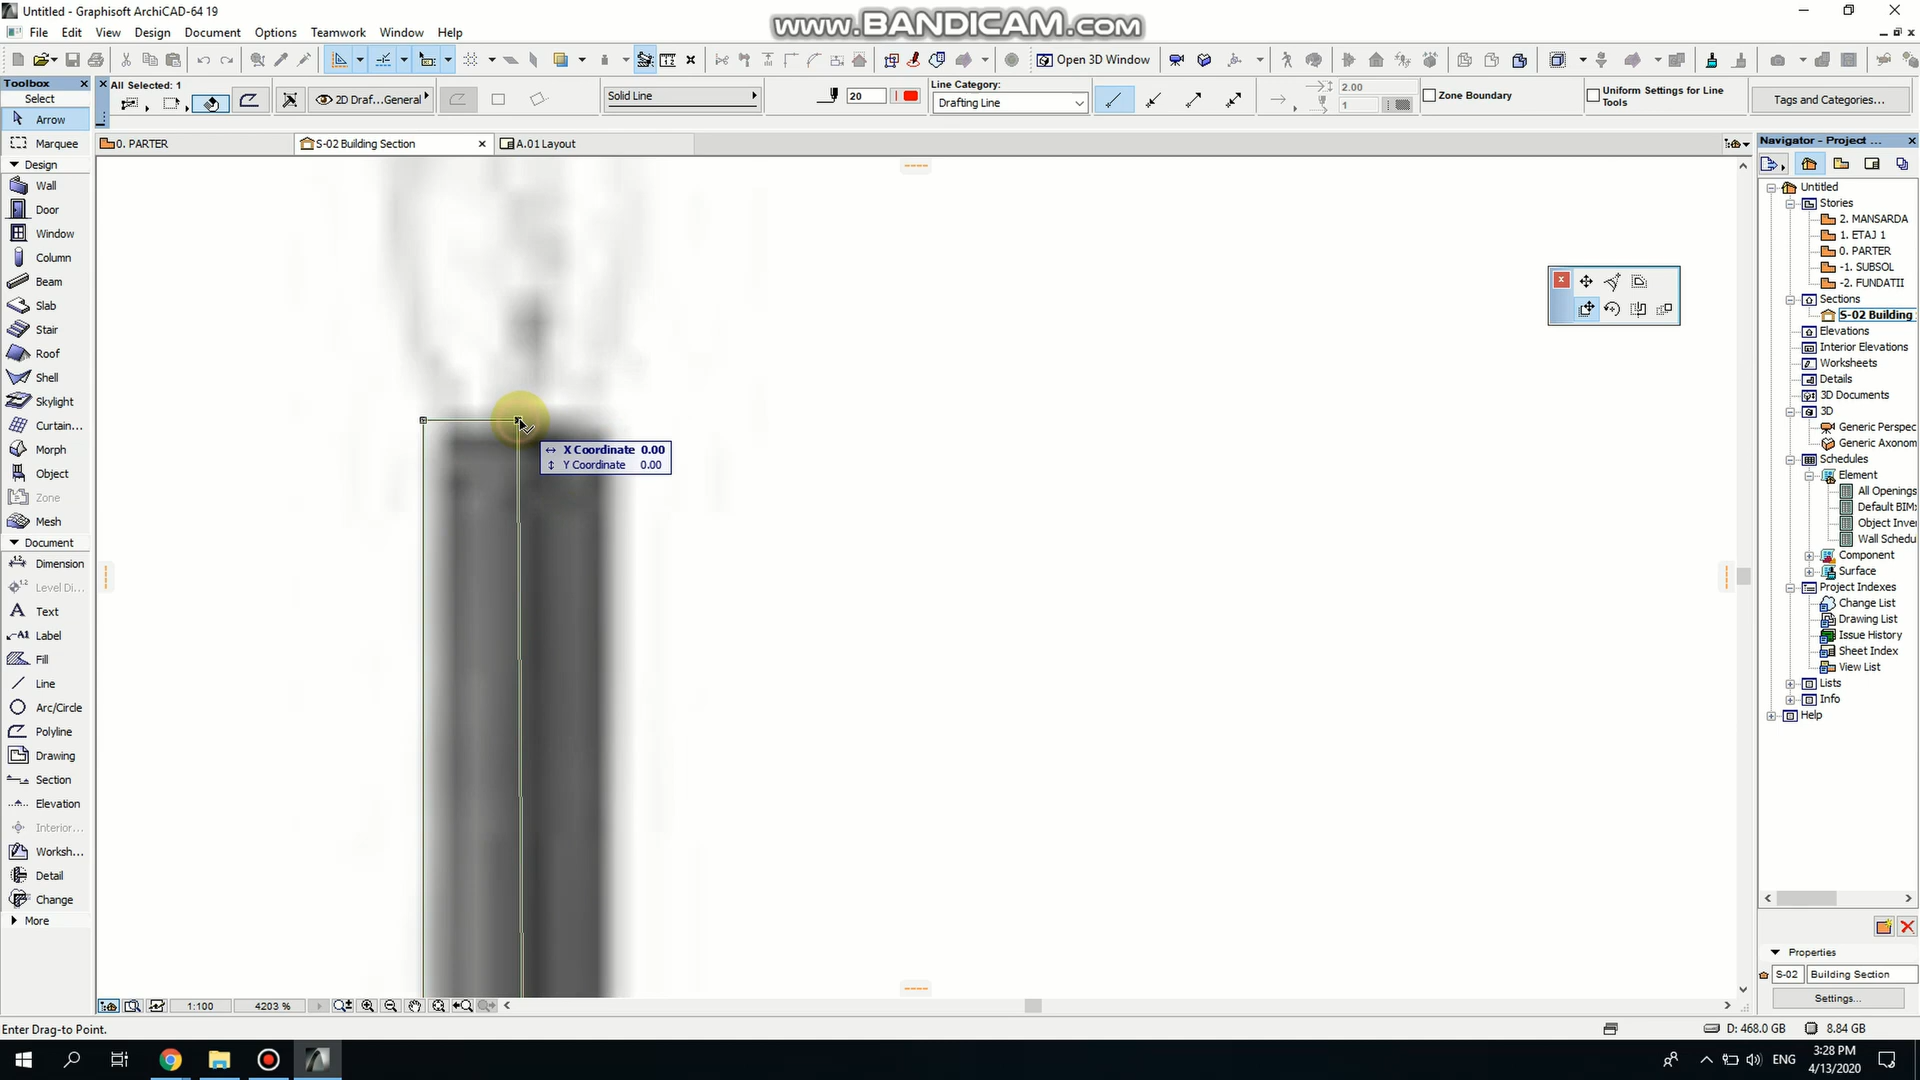 Untitled - Graphisoft ArchiCAD-64 19
www.BANDICAM.com
File Edit View Design Document Options Teamwork Window Help
Open 3D Window
Toolbox
Select
Arrow
Marquee
Design
Wall
Door
Window
Column
Beam
Slab
Stair
Roof
Shell
Skylight
Curtain...
Morph
Object
Zone
Mesh
Document
Dimension
Level Di...
Text
Label
Fill
Line
Arc/Circle
Polyline
Drawing
Section
Elevation
Interior...
Worksh...
Detail
Change
More
All Selected: 1
2D Draf...General
Solid Line
20
Line Category:
Drafting Line
2.00
1
Zone Boundary
Uniform Settings for Line Tools
Tags and Categories...
0. PARTER
S-02 Building Section
A.01 Layout
X Coordinate 0.00
Y Coordinate 0.00
Navigator - Project ...
Untitled
Stories
2. MANSARDA
1. ETAJ 1
0. PARTER
-1. SUBSOL
-2. FUNDATII
Sections
S-02 Building
Elevations
Interior Elevations
Worksheets
Details
3D Documents
3D
Generic Perspec
Generic Axonom
Schedules
Element
All Openings
Default BIM
Object Inve
Wall Schedu
Component
Surface
Project Indexes
Change List
Drawing List
Issue History
Sheet Index
View List
Lists
Info
Help
Properties
S-02 Building Section
Settings...
1:100
4203 %
Enter Drag-to Point.
D: 468.0 GB
8.84 GB
ENG
3:28 PM
4/13/2020